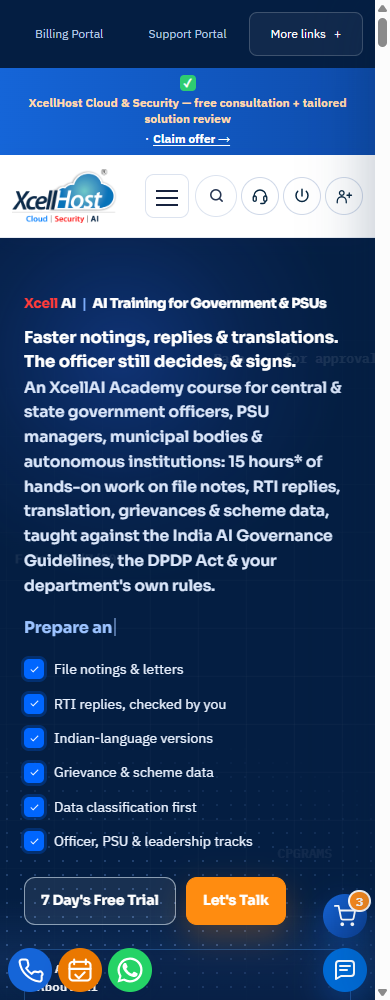 Billing Portal
Support Portal
More links +
XcellHost Cloud & Security — free consultation + tailored
solution review
· Claim offer →
XcellHost®
Cloud | Security | AI
Xcell AI | AI Training for Government & PSUs
Faster notings, replies & translations.
The officer still decides, & signs.
for approval
An XcellAI Academy course for central &
state government officers, PSU
managers, municipal bodies &
autonomous institutions: 15 hours* of
hands-on work on file notes, RTI replies,
translation, grievances & scheme data,
taught against the India AI Governance
Guidelines, the DPDP Act & your
department's own rules.
Prepare an
File notings & letters
RTI replies, checked by you
Indian-language versions
Grievance & scheme data
Data classification first
Officer, PSU & leadership tracks
CPGRAMS
7 Day's Free Trial
Let's Talk
3